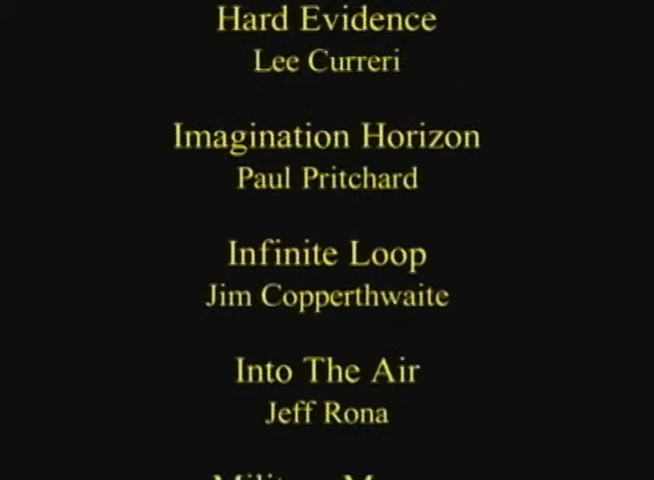 Hard Evidence
Lee Curreri
Imagination Horizon
Paul Pritchard
Infinite Loop
Jim Copperthwaite
Into The Air
Jeff Rona